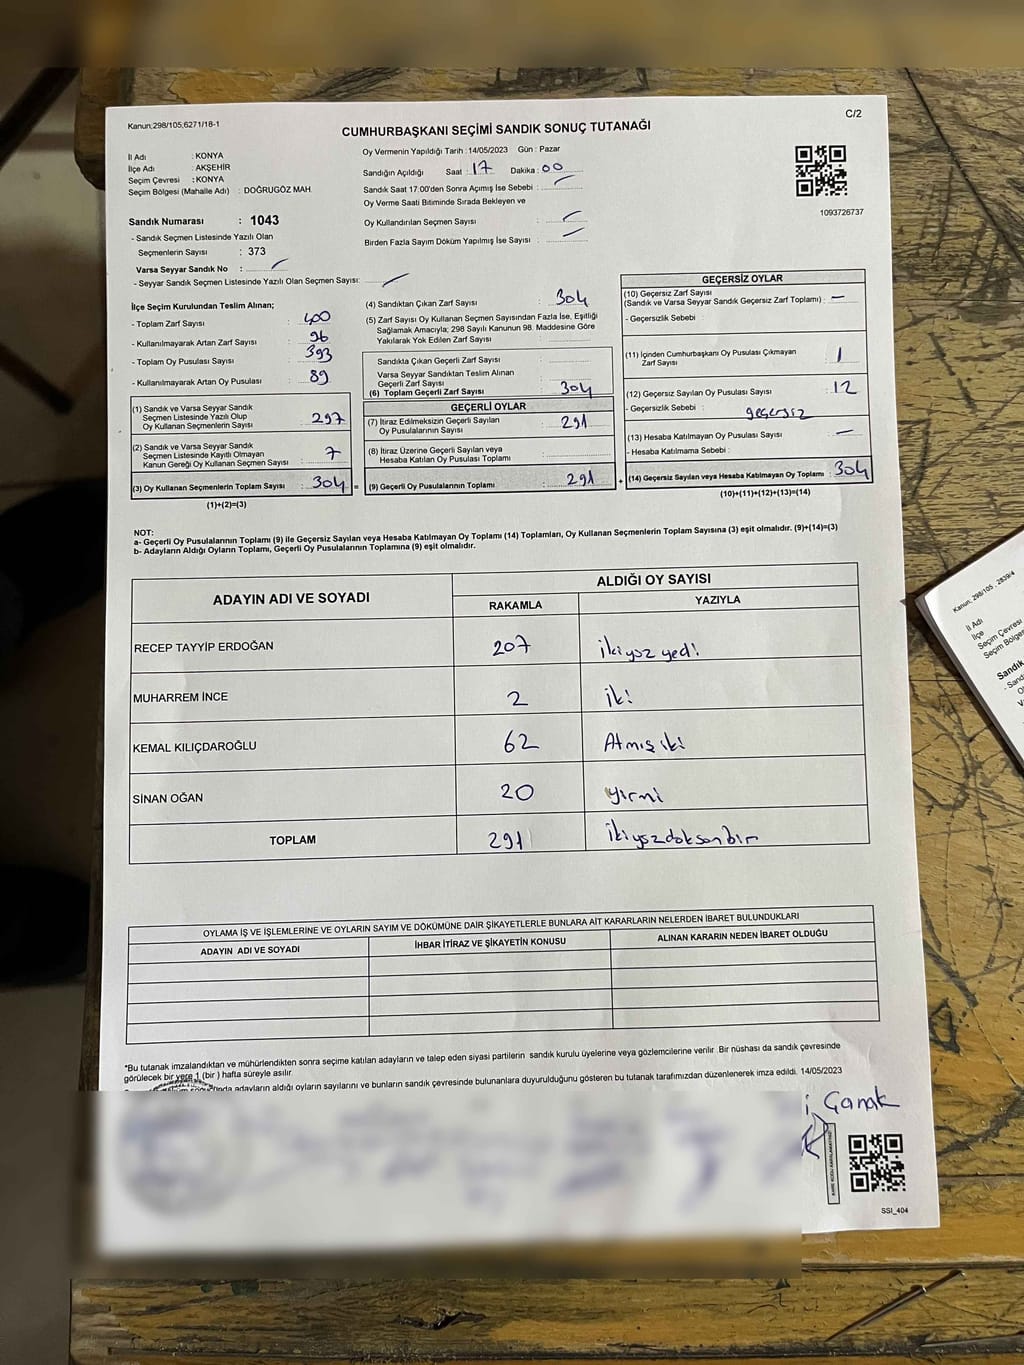 Kanun;298/105;6271/18-1
C/2
CUMHURBAŞKANI SEÇİMİ SANDIK SONUÇ TUTANAĞI
İl Adı : KONYA
İlçe Adı : AKŞEHİR
Seçim Çevresi : KONYA
Seçim Bölgesi (Mahalle Adı) : DOĞRUGÖZ MAH.
Sandık Numarası : 1043
- Sandık Seçmen Listesinde Yazılı Olan
Seçmenlerin Sayısı : 373
Varsa Seyyar Sandık No :
- Seyyar Sandık Seçmen Listesinde Yazılı Olan Seçmen Sayısı:
Oy Vermenin Yapıldığı Tarih : 14/05/2023 Gün : Pazar
Sandığın Açıldığı Saat : 17 Dakika : 00
Sandık Saat 17:00'den Sonra Açımış İse Sebebi :
Oy Verme Saati Bitiminde Sırada Bekleyen ve
Oy Kullandırılan Seçmen Sayısı :
Birden Fazla Sayım Döküm Yapılmış İse Sayısı :
1093726737
İlçe Seçim Kurulundan Teslim Alınan;
- Toplam Zarf Sayısı : 400
- Kullanılmayarak Artan Zarf Sayısı : 96
- Toplam Oy Pusulası Sayısı : 393
- Kullanılmayarak Artan Oy Pusulası : 89
(1) Sandık ve Varsa Seyyar Sandık
Seçmen Listesinde Yazılı Olup
Oy Kullanan Seçmenlerin Sayısı : 297
(2) Sandık ve Varsa Seyyar Sandık
Seçmen Listesinde Kayıtlı Olmayan
Kanun Gereği Oy Kullanan Seçmen Sayısı : 7
(3) Oy Kullanan Seçmenlerin Toplam Sayısı : 304 =
(1)+(2)=(3)
(4) Sandıktan Çıkan Zarf Sayısı : 304
(5) Zarf Sayısı Oy Kullanan Seçmen Sayısından Fazla İse, Eşitliği
Sağlamak Amacıyla; 298 Sayılı Kanunun 98. Maddesine Göre
Yakılarak Yok Edilen Zarf Sayısı :
Sandıkta Çıkan Geçerli Zarf Sayısı :
Varsa Seyyar Sandıktan Teslim Alınan
Geçerli Zarf Sayısı :
(6) Toplam Geçerli Zarf Sayısı : 304
GEÇERLİ OYLAR
(7) İtiraz Edilmeksizin Geçerli Sayılan
Oy Pusulalarının Sayısı : 291
(8) İtiraz Üzerine Geçerli Sayılan veya
Hesaba Katılan Oy Pusulası Toplamı :
(9) Geçerli Oy Pusulalarının Toplamı : 291 +
GEÇERSİZ OYLAR
(10) Geçersiz Zarf Sayısı
(Sandık ve Varsa Seyyar Sandık Geçersiz Zarf Toplamı) : —
- Geçersizlik Sebebi :
(11) İçinden Cumhurbaşkanı Oy Pusulası Çıkmayan
Zarf Sayısı : 1
(12) Geçersiz Sayılan Oy Pusulası Sayısı : 12
- Geçersizlik Sebebi : geçersiz
(13) Hesaba Katılmayan Oy Pusulası Sayısı : —
- Hesaba Katılmama Sebebi :
(14) Geçersiz Sayılan veya Hesaba Katılmayan Oy Toplamı : 304
(10)+(11)+(12)+(13)=(14)
NOT:
a- Geçerli Oy Pusulalarının Toplamı (9) ile Geçersiz Sayılan veya Hesaba Katılmayan Oy Toplamı (14) Toplamları, Oy Kullanan Seçmenlerin Toplam Sayısına (3) eşit olmalıdır. (9)+(14)=(3)
b- Adayların Aldığı Oyların Toplamı, Geçerli Oy Pusulalarının Toplamına (9) eşit olmalıdır.
ADAYIN ADI VE SOYADI
ALDIĞI OY SAYISI
RAKAMLA YAZIYLA
RECEP TAYYİP ERDOĞAN 207 ikiyüz yedi
MUHARREM İNCE 2 iki
KEMAL KILIÇDAROĞLU 62 Atmış iki
SİNAN OĞAN 20 yirmi
TOPLAM 291 ikiyüzdoksanbir
OYLAMA İŞ VE İŞLEMLERİNE VE OYLARIN SAYIM VE DÖKÜMÜNE DAİR ŞİKAYETLERLE BUNLARA AİT KARARLARIN NELERDEN İBARET BULUNDUKLARI
ADAYIN ADI VE SOYADI İHBAR İTİRAZ VE ŞİKAYETİN KONUSU ALINAN KARARIN NEDEN İBARET OLDUĞU
*Bu tutanak imzalandıktan ve mühürlendikten sonra seçime katılan adayların ve talep eden siyasi partilerin sandık kurulu üyelerine veya gözlemcilerine verilir. Bir nüshası da sandık çevresinde
görülecek bir yere 1 (bir) hafta süreyle asılır.
adayların aldığı oyların sayılarını ve bunların sandık çevresinde bulunanlara duyurulduğunu gösteren bu tutanak tarafımızdan düzenlenerek imza edildi. 14/05/2023
Çanak
SSI_404
Kanun; 298/105 , 2839/4
İl Adı
İlçe
Seçim Çevresi
Seçim Bölges
Sandık
- Sand